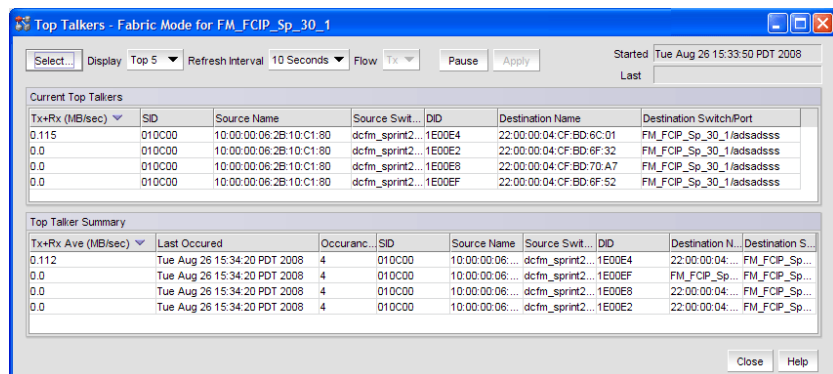 Top Talkers - Fabric Mode for FM_FCIP_Sp_30_1
Select... Display Top 5 Refresh Interval 10 Seconds Flow Tx Pause Apply Started Tue Aug 26 15:33:50 PDT 2008
Last
Current Top Talkers
Tx+Rx (MB/sec) SID Source Name Source Swit... DID Destination Name Destination Switch/Port
0.115 010C00 10:00:00:06:2B:10:C1:80 dcfm_sprint2... 1E00E4 22:00:00:04:CF:BD:6C:01 FM_FCIP_Sp_30_1/adsadsss
0.0 010C00 10:00:00:06:2B:10:C1:80 dcfm_sprint2... 1E00E2 22:00:00:04:CF:BD:6F:32 FM_FCIP_Sp_30_1/adsadsss
0.0 010C00 10:00:00:06:2B:10:C1:80 dcfm_sprint2... 1E00E8 22:00:00:04:CF:BD:70:A7 FM_FCIP_Sp_30_1/adsadsss
0.0 010C00 10:00:00:06:2B:10:C1:80 dcfm_sprint2... 1E00EF 22:00:00:04:CF:BD:6F:52 FM_FCIP_Sp_30_1/adsadsss
Top Talker Summary
Tx+Rx Ave (MB/sec) Last Occured Occuranc... SID Source Name Source Swit... DID Destination N... Destination S...
0.112 Tue Aug 26 15:34:20 PDT 2008 4 010C00 10:00:00:06:... dcfm_sprint2... 1E00E4 22:00:00:04:... FM_FCIP_Sp...
0.0 Tue Aug 26 15:34:20 PDT 2008 4 010C00 10:00:00:06:... dcfm_sprint2... 1E00EF FM_FCIP_Sp... FM_FCIP_Sp...
0.0 Tue Aug 26 15:34:20 PDT 2008 4 010C00 10:00:00:06:... dcfm_sprint2... 1E00E8 22:00:00:04:... FM_FCIP_Sp...
0.0 Tue Aug 26 15:34:20 PDT 2008 4 010C00 10:00:00:06:... dcfm_sprint2... 1E00E2 22:00:00:04:... FM_FCIP_Sp...
Close Help